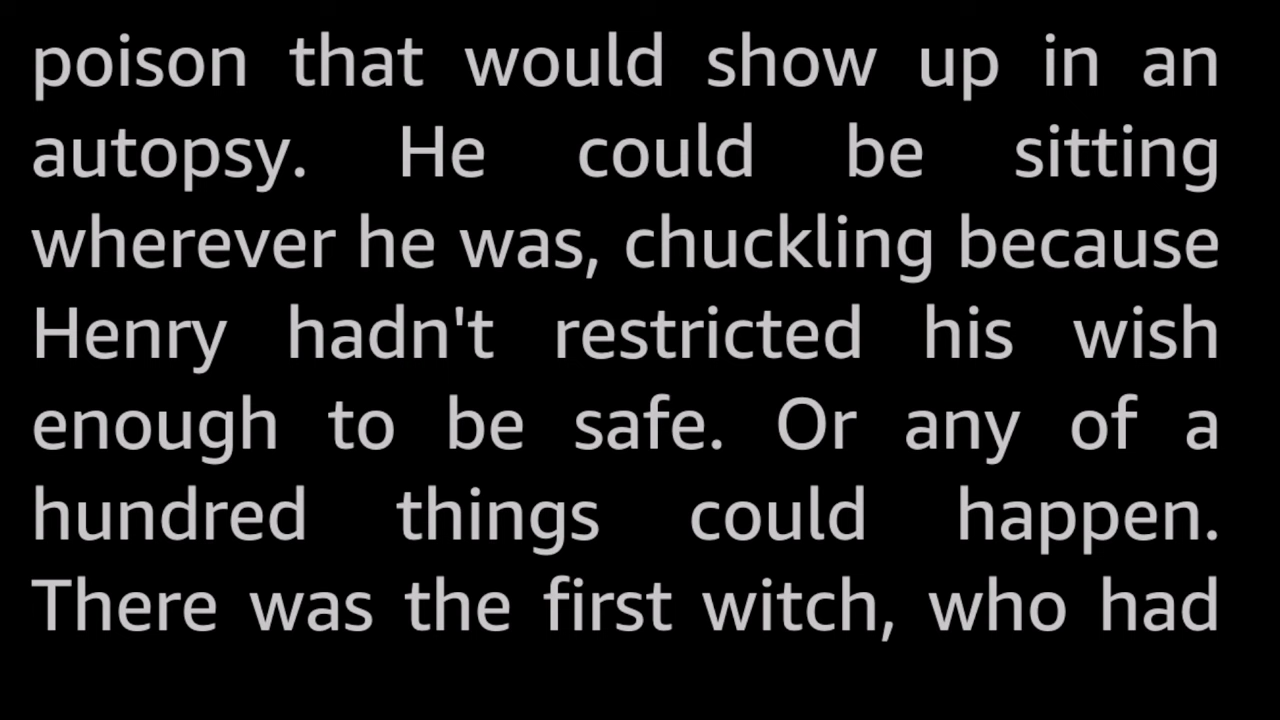 poison that would show up in an
autopsy. He could be sitting
wherever he was, chuckling because
Henry hadn't restricted his wish
enough to be safe. Or any of a
hundred things could happen.
There was the first witch, who had